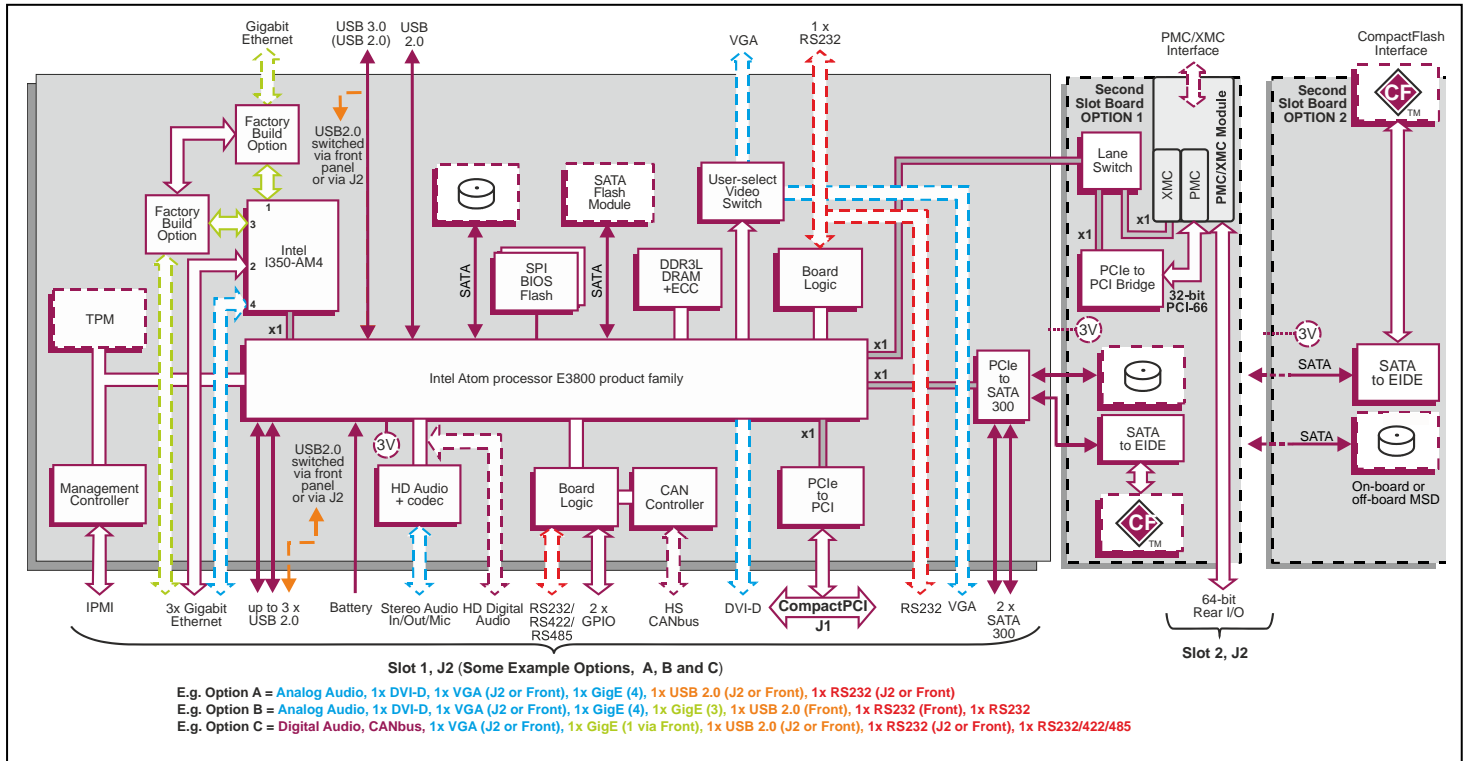 Gigabit
Ethernet
USB 3.0
(USB 2.0)
USB
2.0
VGA
1 x
RS232
PMC/XMC
Interface
CompactFlash
Interface
Factory
Build
Option
USB2.0
switched
via front
panel
or via J2
Second
Slot Board
OPTION 1
Second
Slot Board
OPTION 2
CF
TM
Lane
Switch
XMC
PMC
PMC/XMC Module
Factory
Build
Option
1
3
2
4
Intel
I350-AM4
SATA
Flash
Module
User-select
Video
Switch
SATA
SPI
BIOS
Flash
SATA
DDR3L
DRAM
+ECC
Board
Logic
x1
x1
PCIe to
PCI Bridge
32-bit
PCI-66
TPM
x1
x1
x1
3V
3V
Intel Atom processor E3800 product family
PCIe
to
SATA
300
SATA
SATA
to EIDE
3V
x1
USB2.0
switched
via front
panel
or via J2
SATA
to EIDE
SATA
Management
Controller
HD Audio
+ codec
Board
Logic
CAN
Controller
PCIe
to
PCI
CF
TM
On-board or
off-board MSD
IPMI
3x Gigabit
Ethernet
up to 3 x
USB 2.0
Battery
Stereo Audio
In/Out/Mic
HD Digital
Audio
RS232/
RS422/
RS485
2 x
GPIO
HS
CANbus
DVI-D
CompactPCI
J1
RS232
VGA
2 x
SATA
300
64-bit
Rear I/O
Slot 1, J2 (Some Example Options, A, B and C)
Slot 2, J2
E.g. Option A = Analog Audio, 1x DVI-D, 1x VGA (J2 or Front), 1x GigE (4), 1x USB 2.0 (J2 or Front), 1x RS232 (J2 or Front)
E.g. Option B = Analog Audio, 1x DVI-D, 1x VGA (J2 or Front), 1x GigE (4), 1x GigE (3), 1x USB 2.0 (Front), 1x RS232 (Front), 1x RS232
E.g. Option C = Digital Audio, CANbus, 1x VGA (J2 or Front), 1x GigE (1 via Front), 1x USB 2.0 (J2 or Front), 1x RS232 (J2 or Front), 1x RS232/422/485